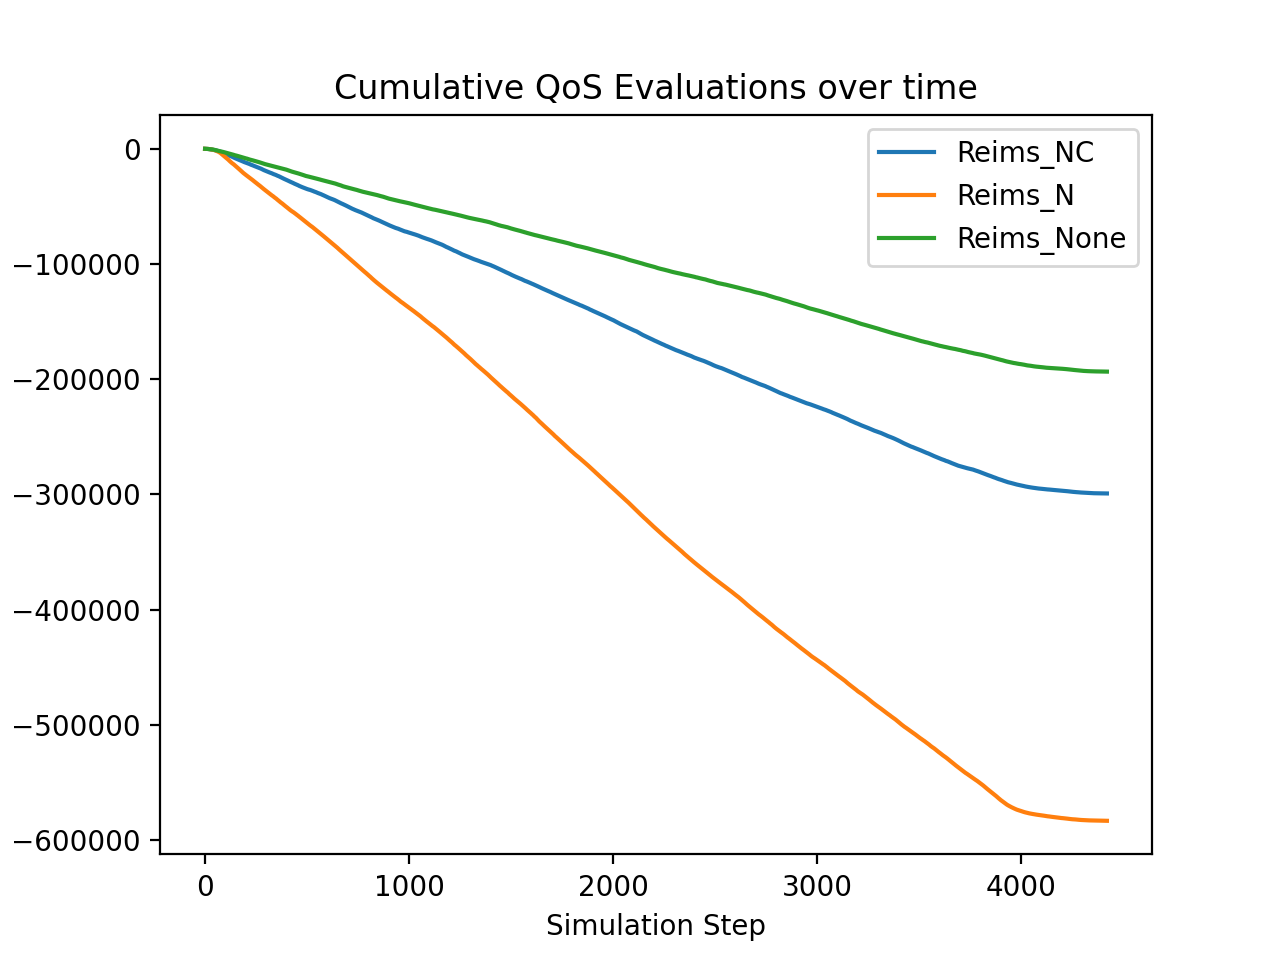 Cumulative QoS Evaluations over time
0
−100000
−200000
−300000
−400000
−500000
−600000
Reims_NC
Reims_N
Reims_None
0 1000 2000 3000 4000
Simulation Step